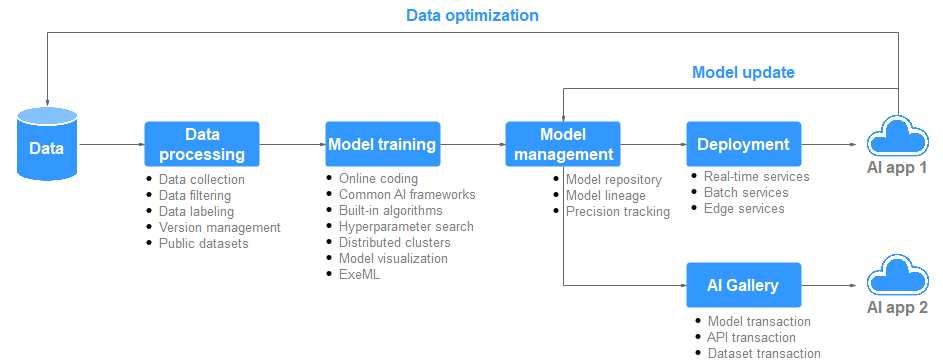 Data optimization
Model update
Data
Data
processing
Model training
Model
management
Deployment
AI app 1
Data collection
Data filtering
Data labeling
Version management
Public datasets
Online coding
Common AI frameworks
Built-in algorithms
Hyperparameter search
Distributed clusters
Model visualization
ExeML
Model repository
Model lineage
Precision tracking
Real-time services
Batch services
Edge services
AI Gallery
AI app 2
Model transaction
API transaction
Dataset transaction